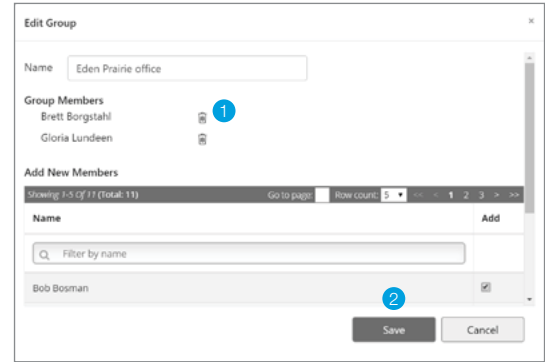 Edit Group ×
Name Eden Prairie office
Group Members
Brett Borgstahl 1
Gloria Lundeen
Add New Members
Showing 1-5 Of 11 (Total: 11) Go to page: Row count: 5 << < 1 2 3 > >>
Name Add
Filter by name
Bob Bosman
2
Save Cancel